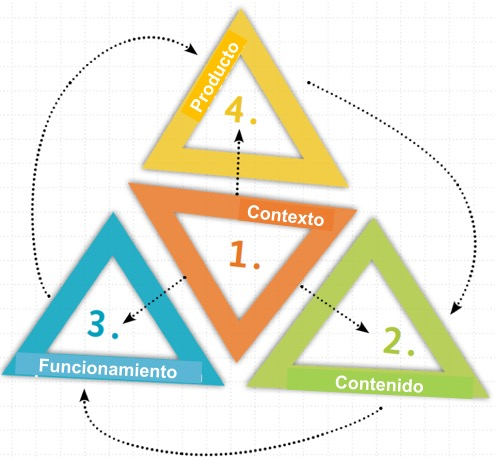 Producto
4.
Contexto
1.
3.
2.
Funcionamiento
Contenido